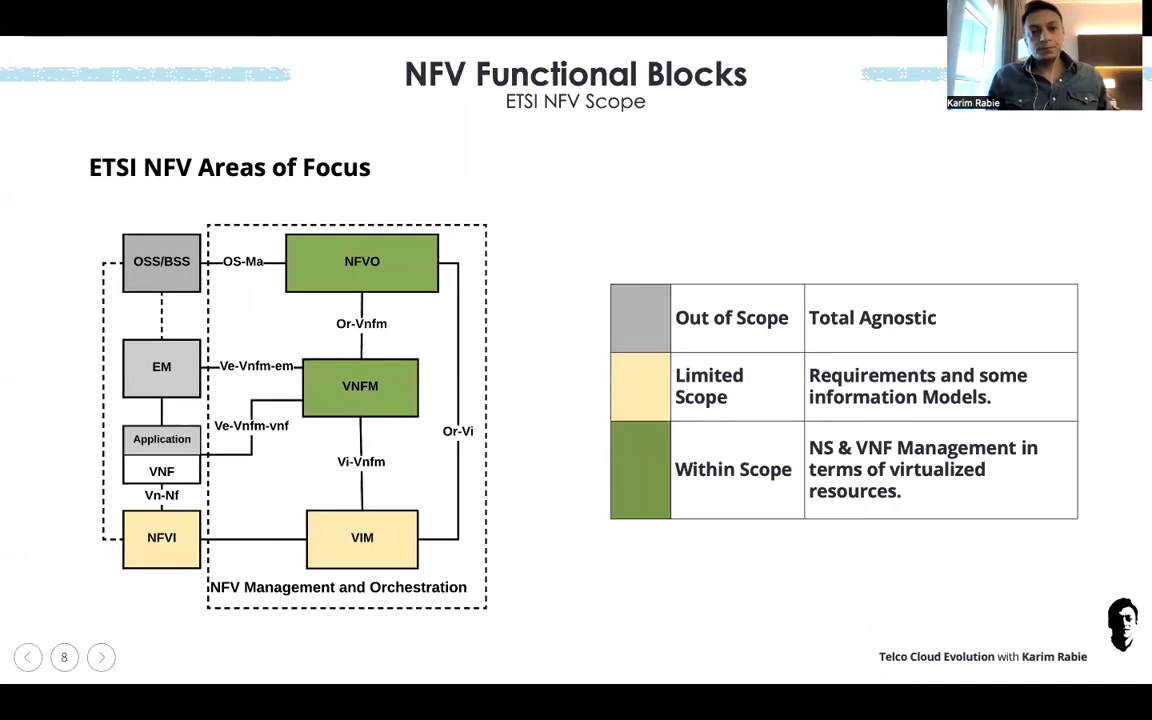 Karim Rabie
NFV Functional Blocks
ETSI NFV Scope
ETSI NFV Areas of Focus
OSS/BSS
OS-Ma
NFVO
Or-Vnfm
EM
Ve-Vnfm-em
VNFM
Ve-Vnfm-vnf
Or-Vi
Application
VNF
Vi-Vnfm
Vn-Nf
NFVI
VIM
NFV Management and Orchestration
Out of Scope
Total Agnostic
Limited
Scope
Requirements and some
information Models.
Within Scope
NS & VNF Management in
terms of virtualized
resources.
8
Telco Cloud Evolution with Karim Rabie